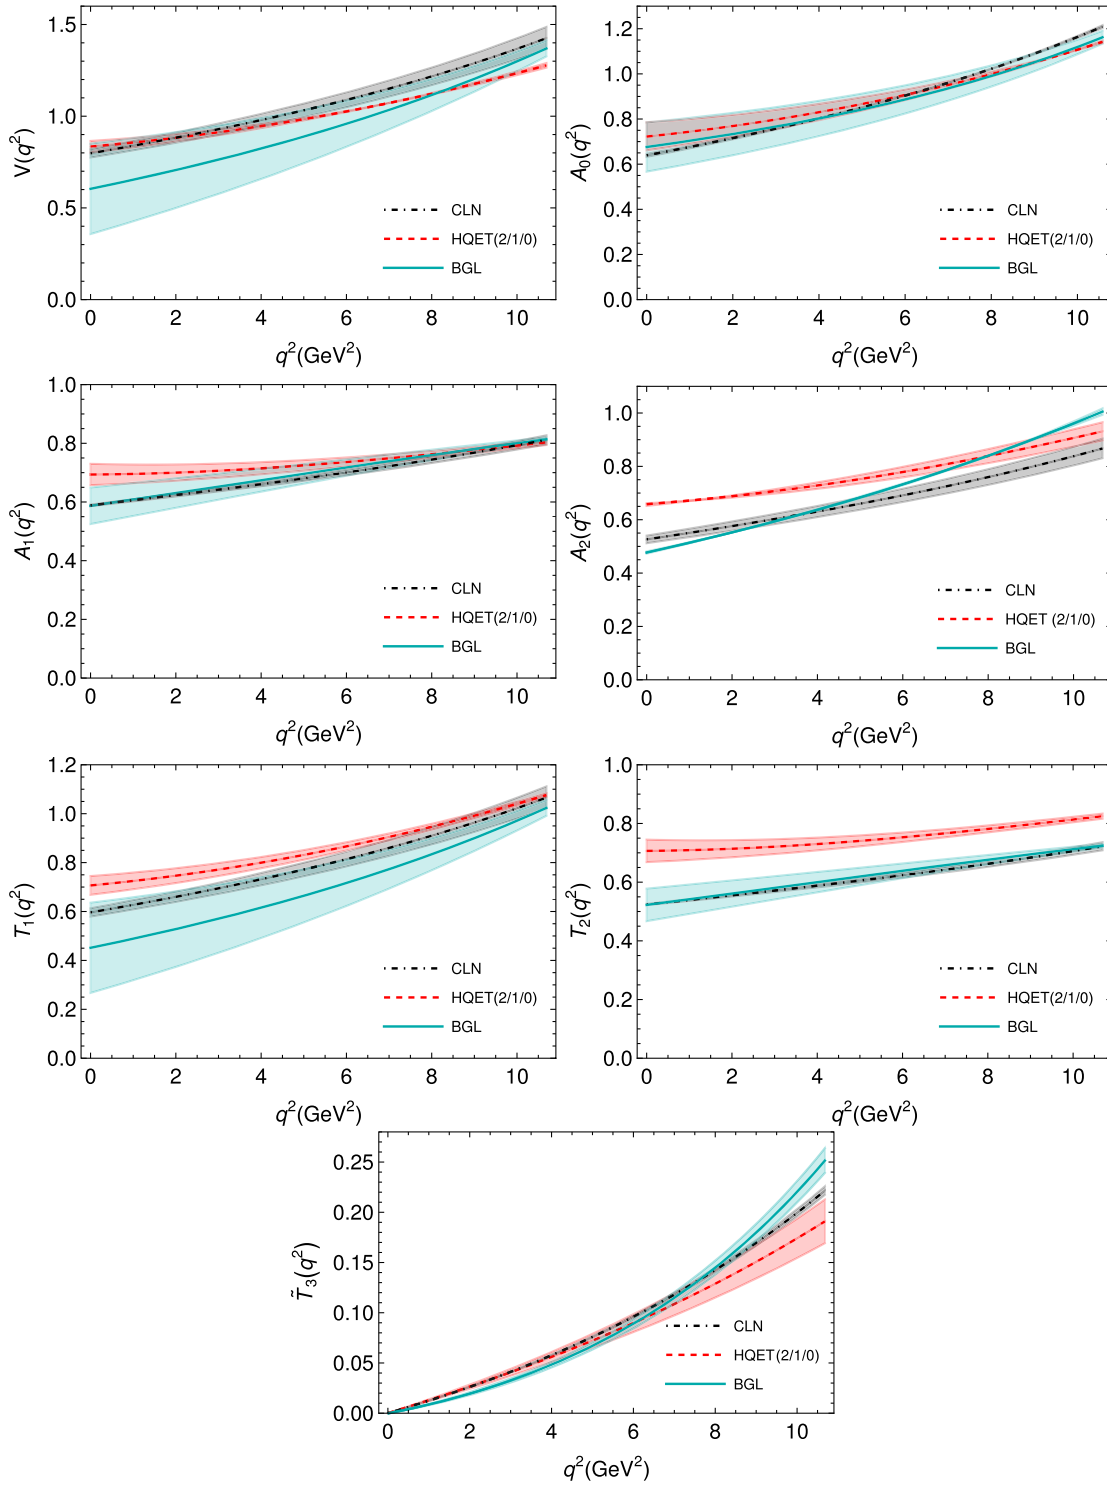 V(q²)
1.5
1.0
0.5
0.0
CLN
HQET(2/1/0)
BGL
0 2 4 6 8 10
q²(GeV²)
A₀(q²)
1.2
1.0
0.8
0.6
0.4
0.2
0.0
CLN
HQET(2/1/0)
BGL
0 2 4 6 8 10
q²(GeV²)
A₁(q²)
1.0
0.8
0.6
0.4
0.2
0.0
CLN
HQET(2/1/0)
BGL
0 2 4 6 8 10
q²(GeV²)
A₂(q²)
1.0
0.8
0.6
0.4
0.2
0.0
CLN
HQET (2/1/0)
BGL
0 2 4 6 8 10
q²(GeV²)
T₁(q²)
1.2
1.0
0.8
0.6
0.4
0.2
0.0
CLN
HQET(2/1/0)
BGL
0 2 4 6 8 10
q²(GeV²)
T₂(q²)
1.0
0.8
0.6
0.4
0.2
0.0
CLN
HQET(2/1/0)
BGL
0 2 4 6 8 10
q²(GeV²)
T̃₃(q²)
0.25
0.20
0.15
0.10
0.05
0.00
CLN
HQET(2/1/0)
BGL
0 2 4 6 8 10
q²(GeV²)